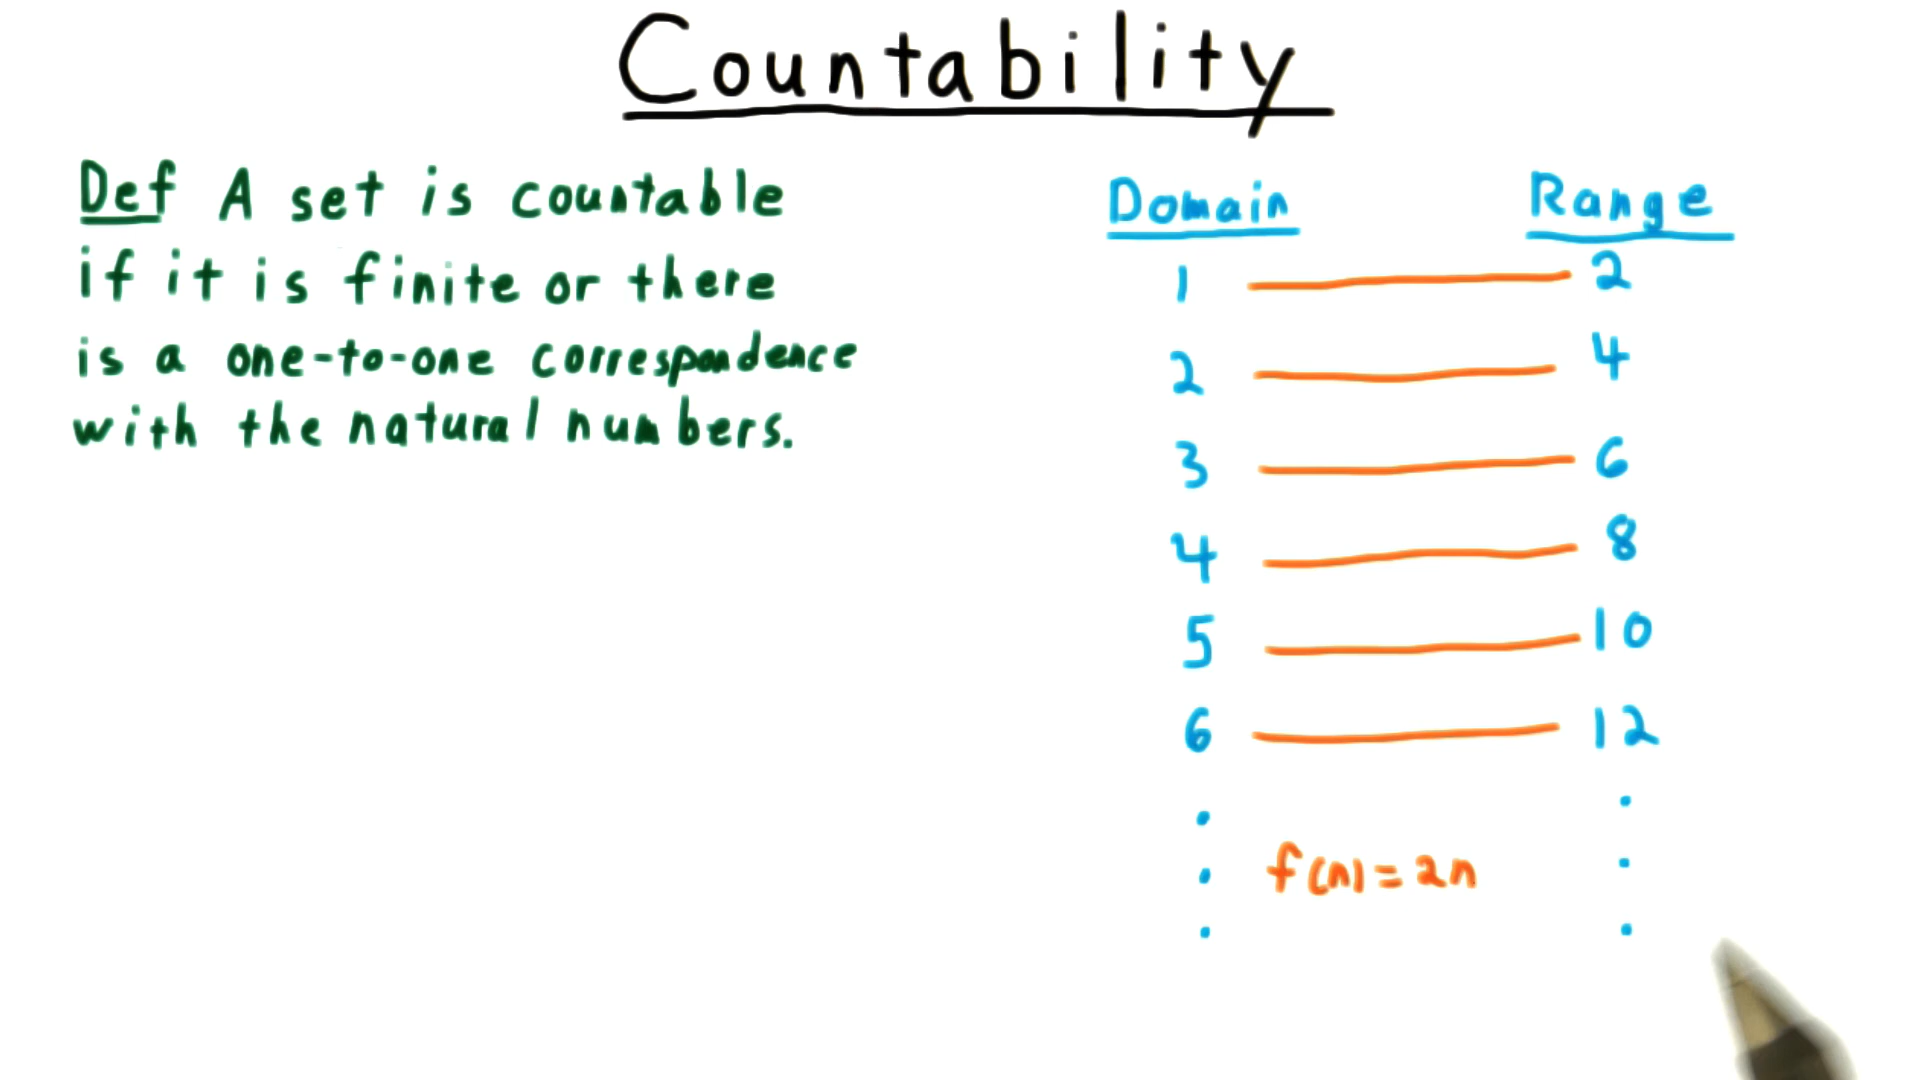 Countability
Def A set is countable
if it is finite or there
is a one-to-one correspondence
with the natural numbers.
Domain Range
1 2
2 4
3 6
4 8
5 10
6 12
. .
. f(n) = 2n .
. .